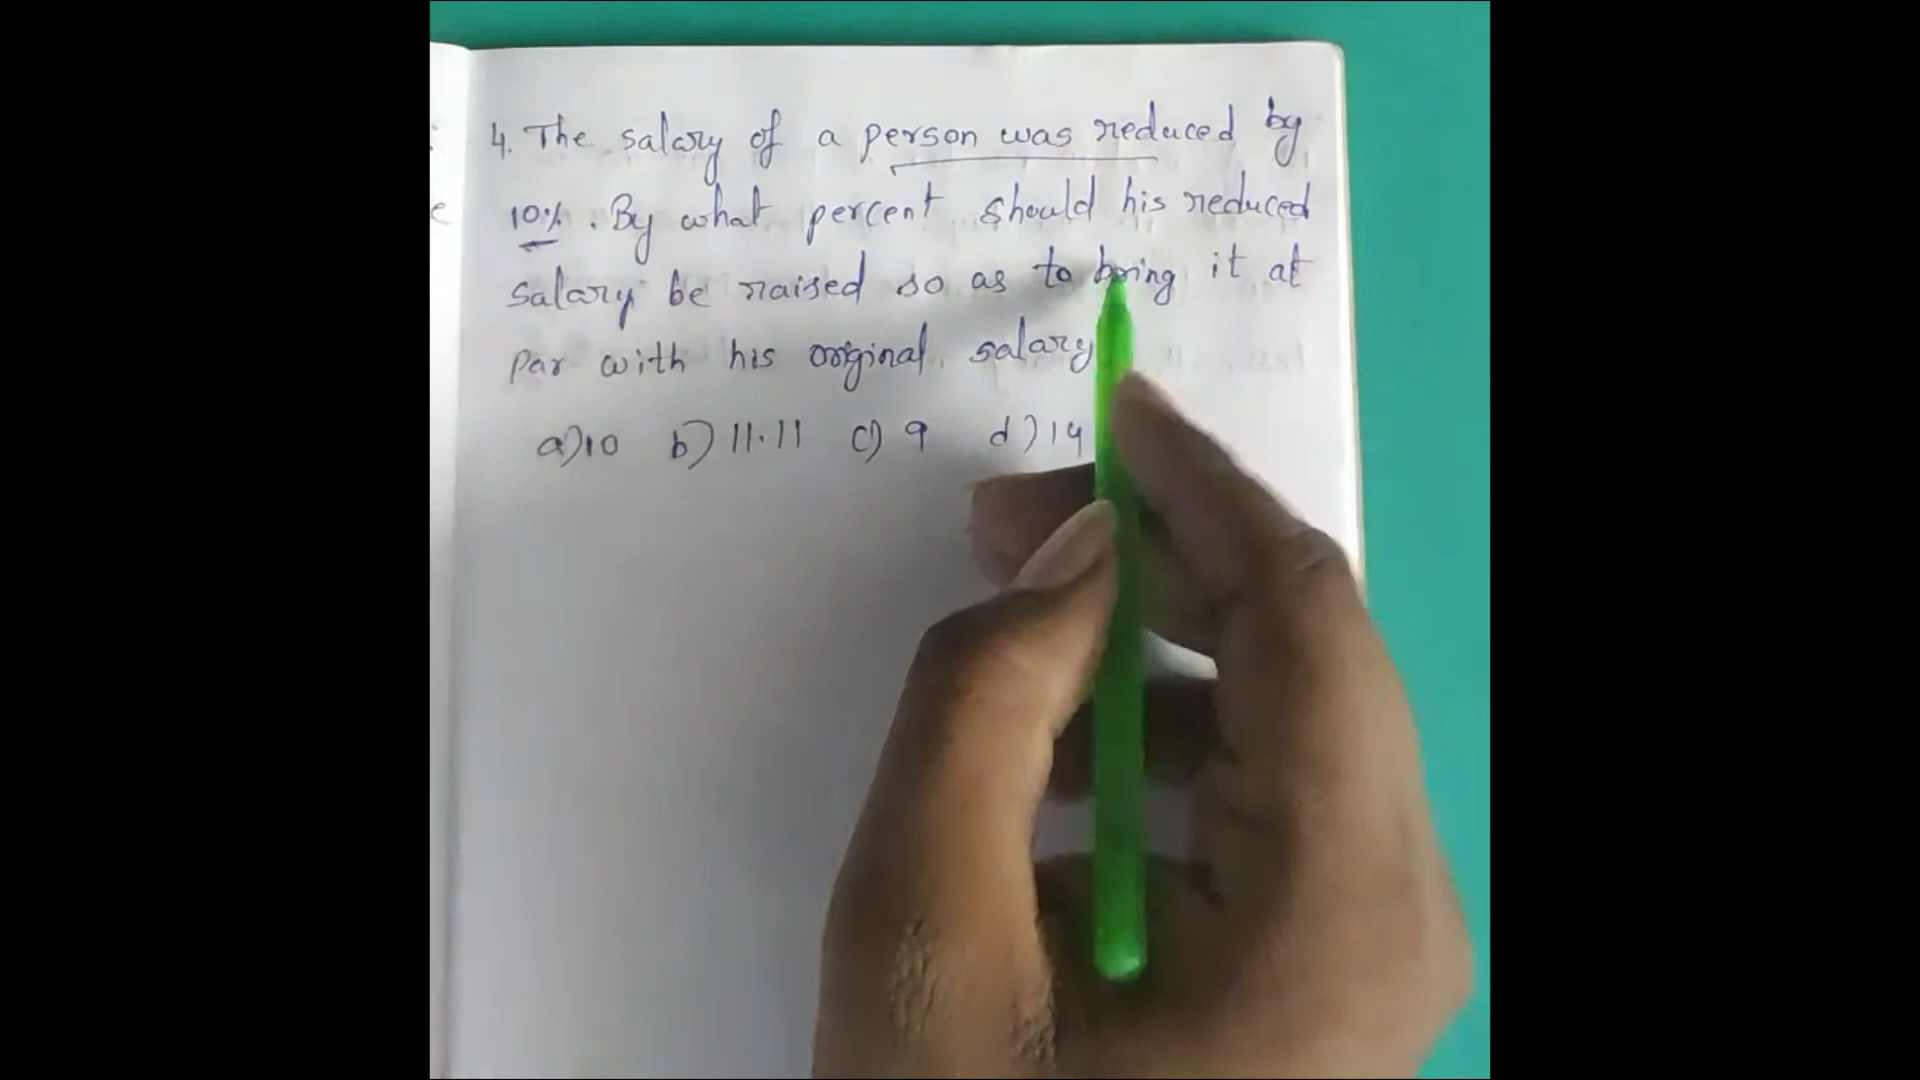 4. The salary of a person was reduced by
10%. By what percent should his reduced
salary be raised so as to bring it at
par with his original salary
a) 10 b) 11.11 c) 9 d) 14